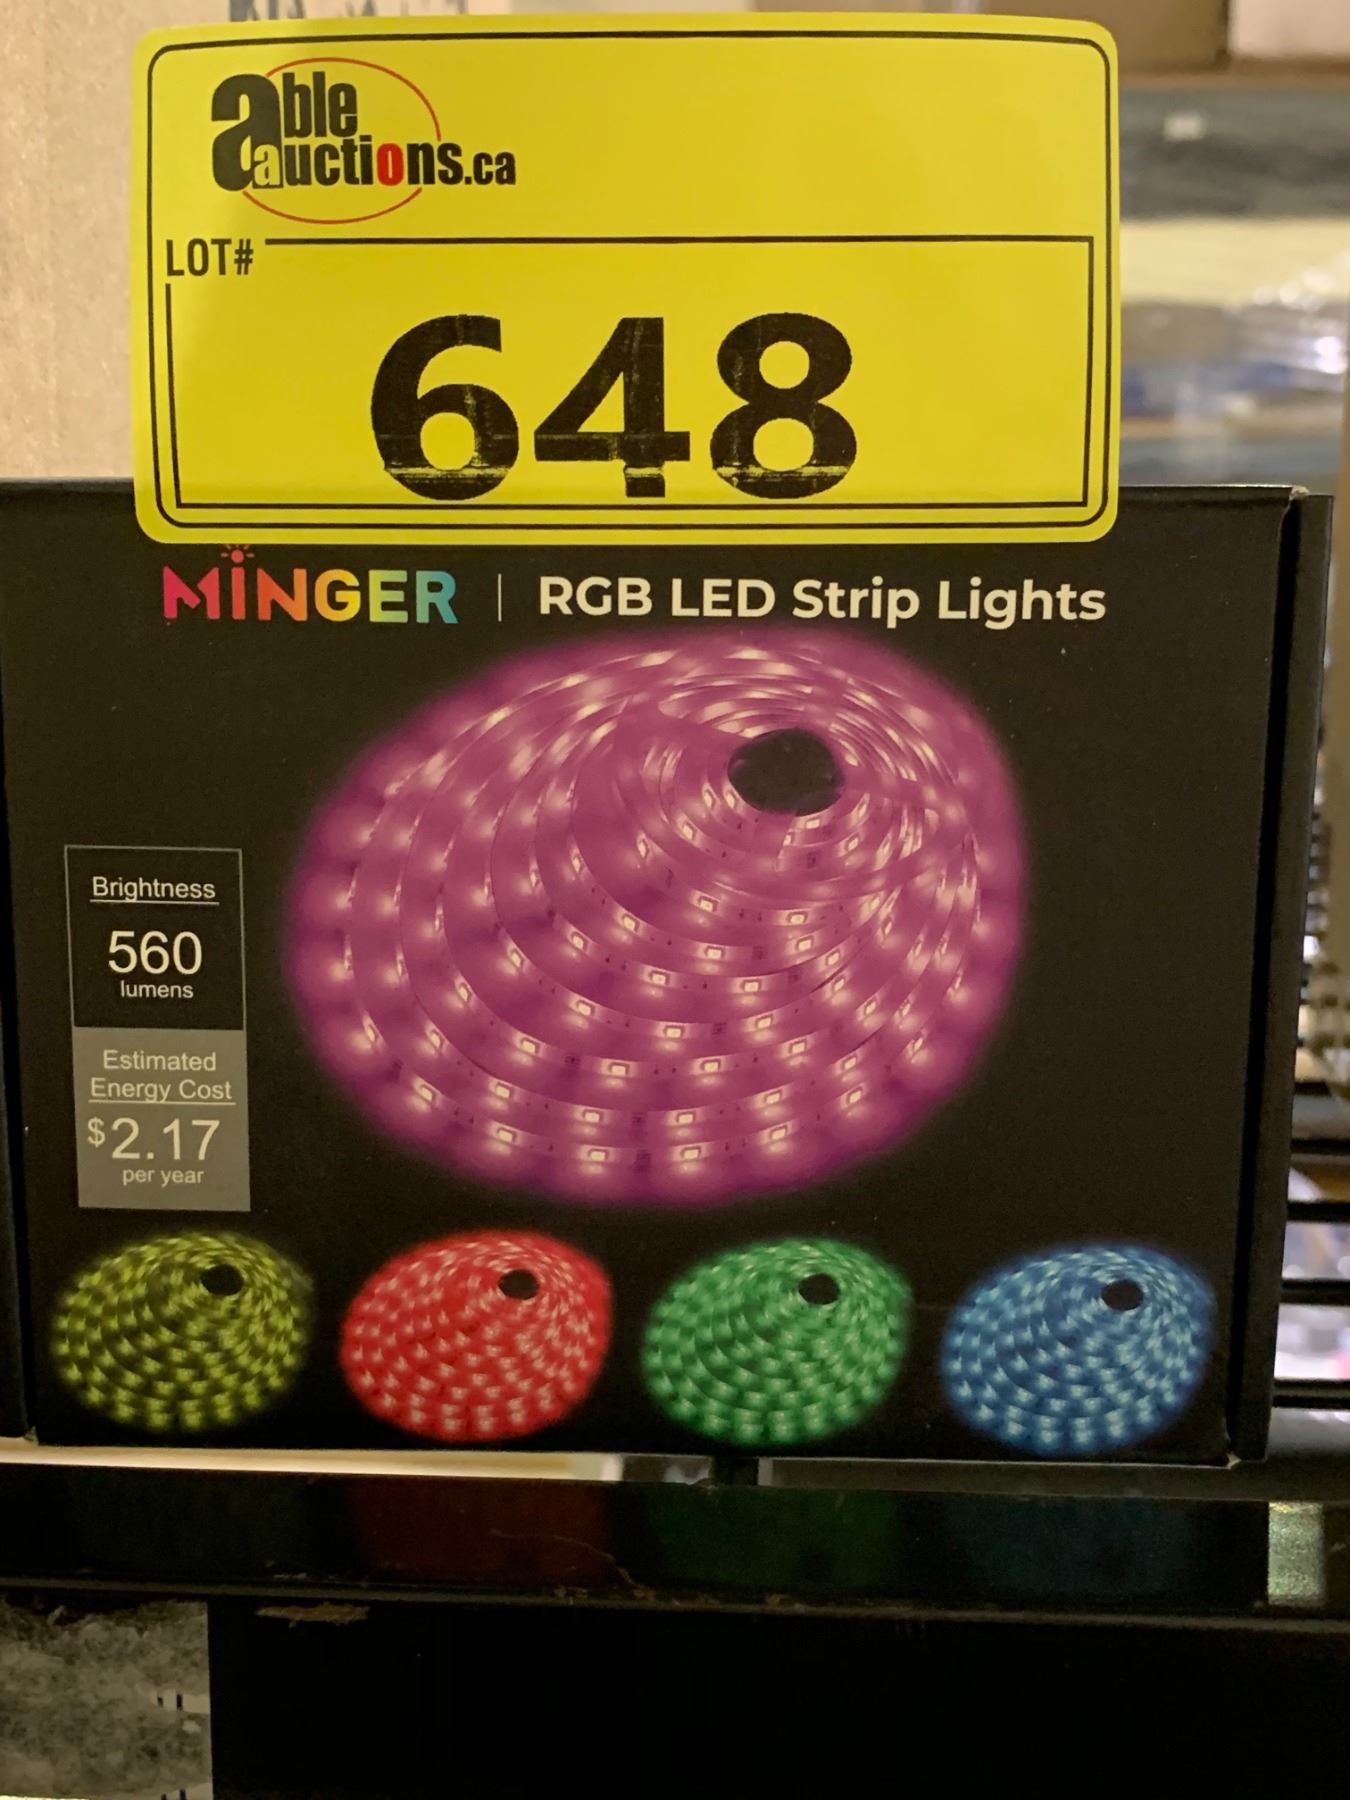 able
auctions.ca
LOT#
648
MINGER | RGB LED Strip Lights
Brightness
560
lumens
Estimated
Energy Cost
$2.17
per year